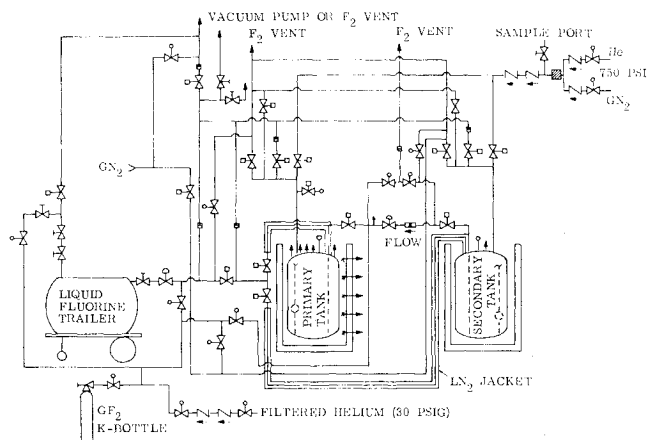 VACUUM PUMP OR F2 VENT
F2 VENT
F2 VENT
SAMPLE PORT
He
750 PSI
GN2
GN2
FLOW
LIQUID
FLUORINE
TRAILER
PRIMARY
TANK
SECONDARY
TANK
LN2 JACKET
GF2
K-BOTTLE
FILTERED HELIUM (30 PSIG)